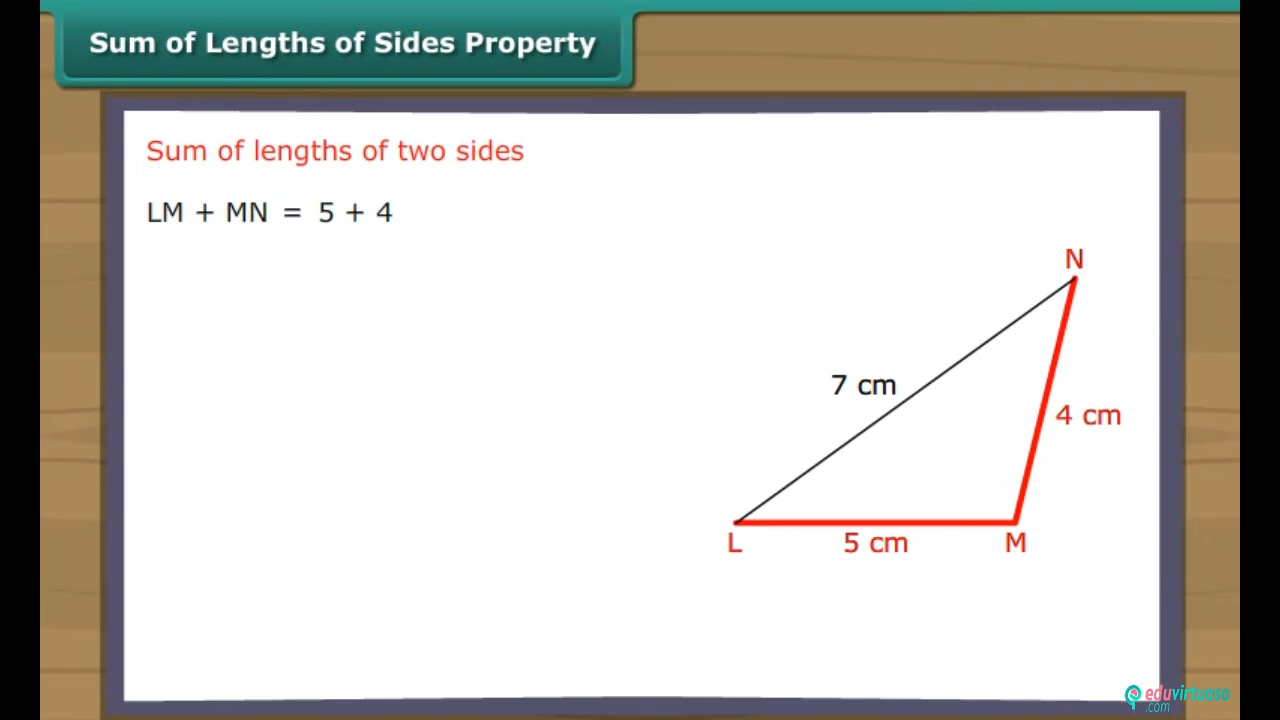 Sum of Lengths of Sides Property
Sum of lengths of two sides
LM + MN = 5 + 4
N
7 cm
4 cm
L
5 cm
M
eduvirtuoso
.com